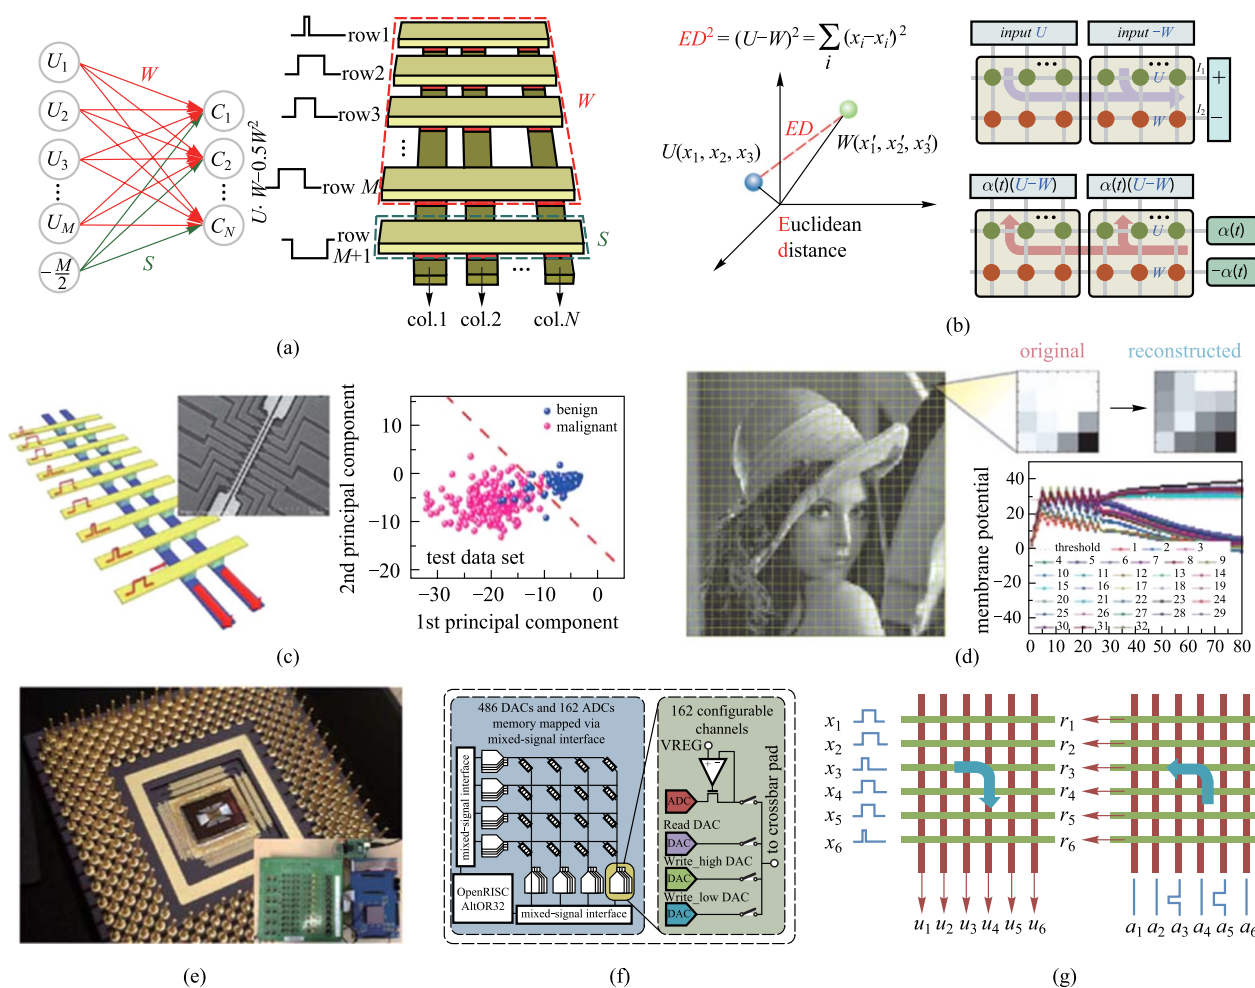 U1
U2
U3
UM
−M/2
W
S
C1
C2
CN
U· W−0.5W²
row1
row2
row3
row M
row
M+1
W
S
col.1 col.2 ... col.N
(a)
ED² = (U−W)² = ∑i (xi−xi′)²
ED
U(x1, x2, x3)
W(x1′, x2′, x3′)
Euclidean
distance
input U
input −W
...
...
U
W
I1
I2
+
−
α(t)(U−W)
α(t)(U−W)
...
...
U
W
α(t)
−α(t)
(b)
2nd principal component
10
0
−10
−20
benign
malignant
test data set
−30 −20 −10 0
1st principal component
(c)
original
reconstructed
membrane potential
40
20
0
−20
−40
threshold 1 2 3
4 5 6 7 8 9
10 11 12 13 14
15 16 17 18 19
20 21 22 23 24
25 26 27 28 29
30 31 32
0 10 20 30 40 50 60 70 80
(d)
(e)
486 DACs and 162 ADCs
memory mapped via
mixed-signal interface
mixed-signal interface
OpenRISC
AltOR32
mixed-signal interface
162 configurable
channels
VREG
+
−
ADC
Read DAC
DAC
Write_high DAC
DAC
Write_low DAC
DAC
to crossbar pad
(f)
x1
x2
x3
x4
x5
x6
u1 u2 u3 u4 u5 u6
r1
r2
r3
r4
r5
r6
a1 a2 a3 a4 a5 a6
(g)